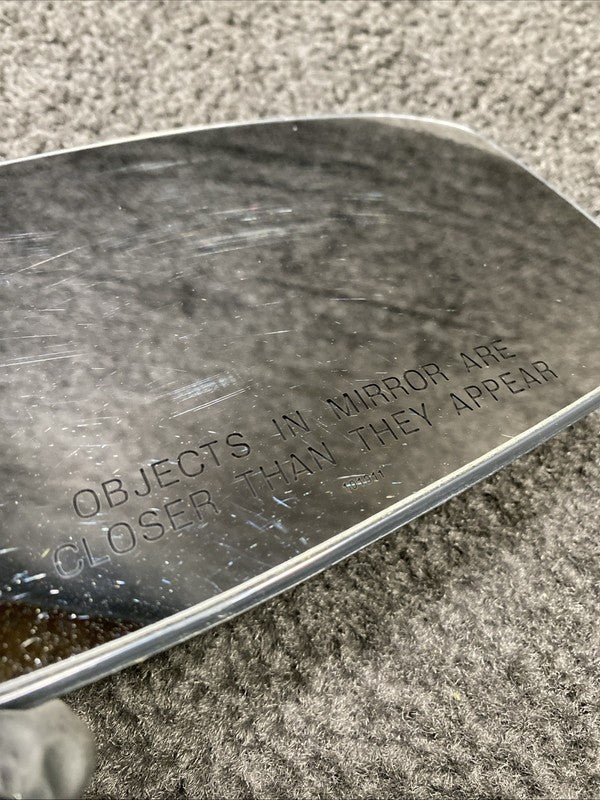 OBJECTS IN MIRROR ARE
CLOSER THAN THEY APPEAR